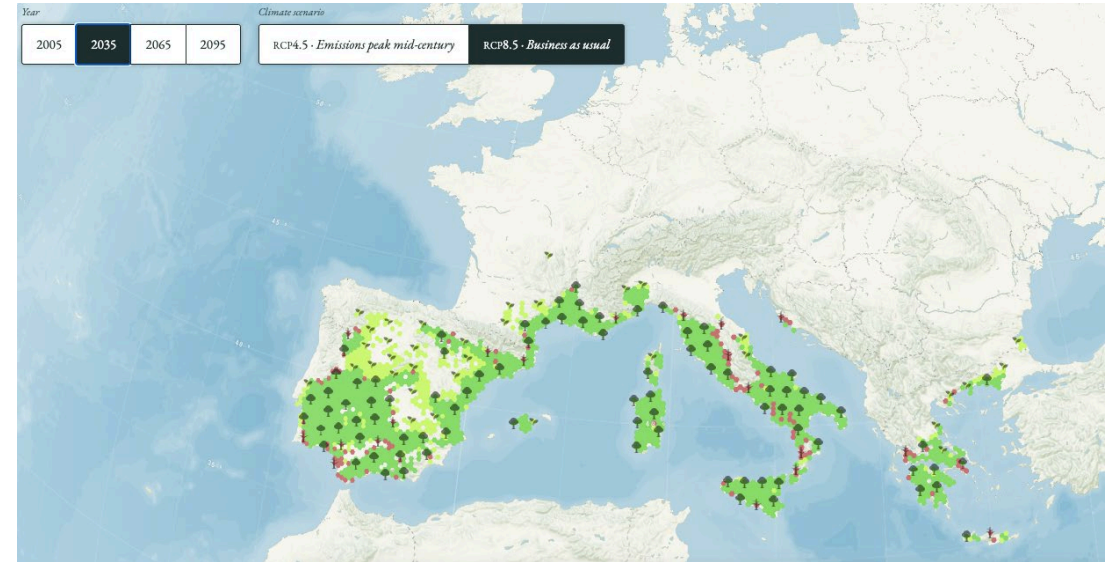 Year
Climate scenario
2005
2035
2065
2095
RCP4.5 · Emissions peak mid-century
RCP8.5 · Business as usual